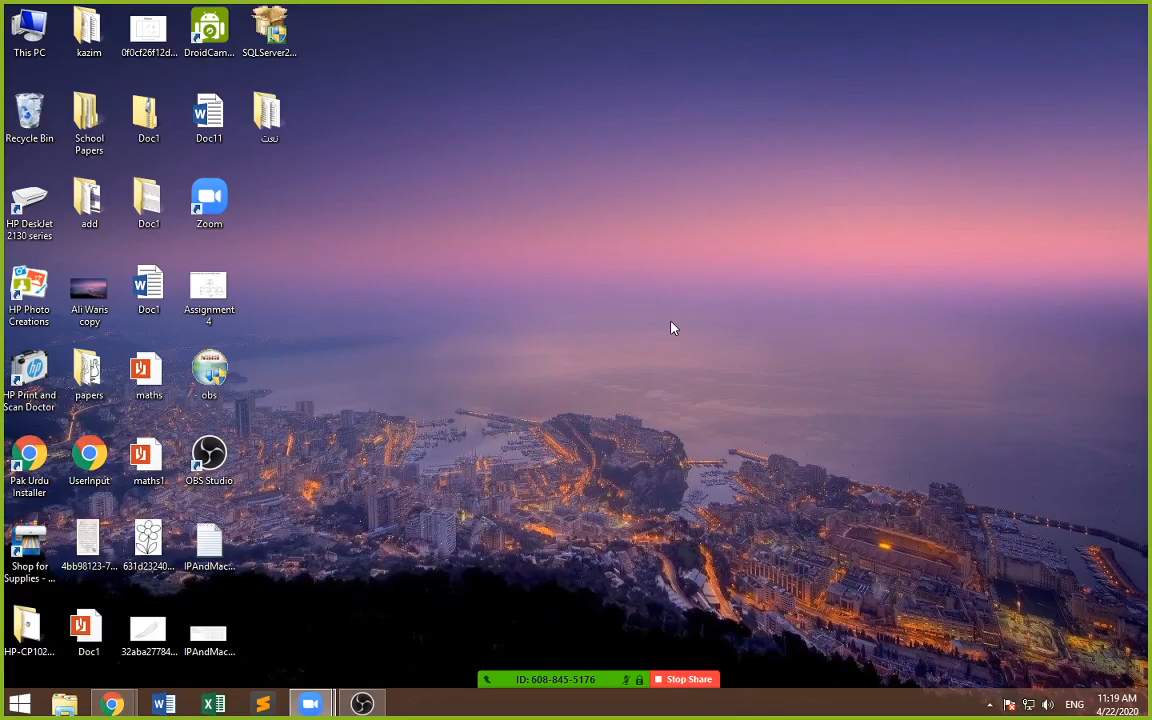 This PC
kazim
0f0cf26f12d...
DroidCam...
SQLServer2...
Recycle Bin
School
Papers
Doc1
Doc11
نعت
HP DeskJet
2130 series
add
Doc1
Zoom
HP Photo
Creations
Ali Waris
copy
Doc1
Assignment
4
HP Print and
Scan Doctor
papers
maths
obs
Pak Urdu
Installer
UserInput
maths1
OBS Studio
Shop for
Supplies - ...
4bb98123-7...
631d23240...
IPAndMac...
HP-CP102...
Doc1
32aba27784...
IPAndMac...
ID: 608-845-5176
Stop Share
ENG
11:19 AM
4/22/2020